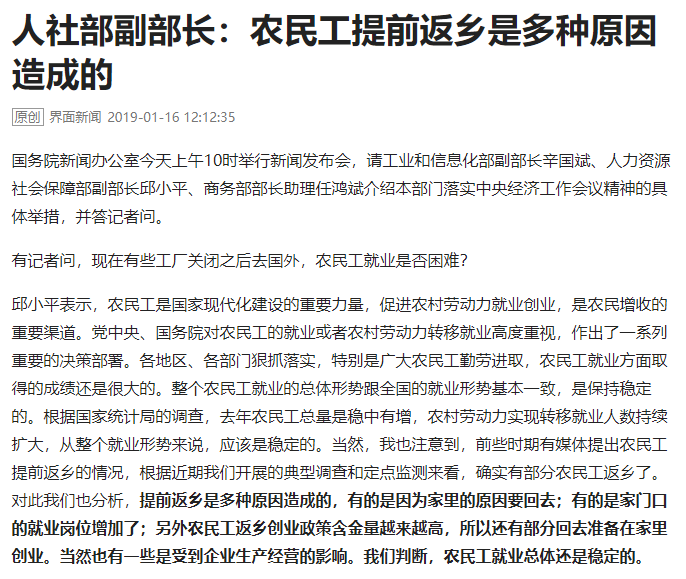 人社部副部长：农民工提前返乡是多种原因
造成的
原创 界面新闻 2019-01-16 12:12:35
国务院新闻办公室今天上午10时举行新闻发布会，请工业和信息化部副部长辛国斌、人力资源
社会保障部副部长邱小平、商务部部长助理任鸿斌介绍本部门落实中央经济工作会议精神的具
体举措，并答记者问。
有记者问，现在有些工厂关闭之后去国外，农民工就业是否困难？
邱小平表示，农民工是国家现代化建设的重要力量，促进农村劳动力就业创业，是农民增收的
重要渠道。党中央、国务院对农民工的就业或者农村劳动力转移就业高度重视，作出了一系列
重要的决策部署。各地区、各部门狠抓落实，特别是广大农民工勤劳进取，农民工就业方面取
得的成绩还是很大的。整个农民工就业的总体形势跟全国的就业形势基本一致，是保持稳定
的。根据国家统计局的调查，去年农民工总量是稳中有增，农村劳动力实现转移就业人数持续
扩大，从整个就业形势来说，应该是稳定的。当然，我也注意到，前些时期有媒体提出农民工
提前返乡的情况，根据近期我们开展的典型调查和定点监测来看，确实有部分农民工返乡了。
对此我们也分析，提前返乡是多种原因造成的，有的是因为家里的原因要回去；有的是家门口
的就业岗位增加了；另外农民工返乡创业政策含金量越来越高，所以还有部分回去准备在家里
创业。当然也有一些是受到企业生产经营的影响。我们判断，农民工就业总体还是稳定的。